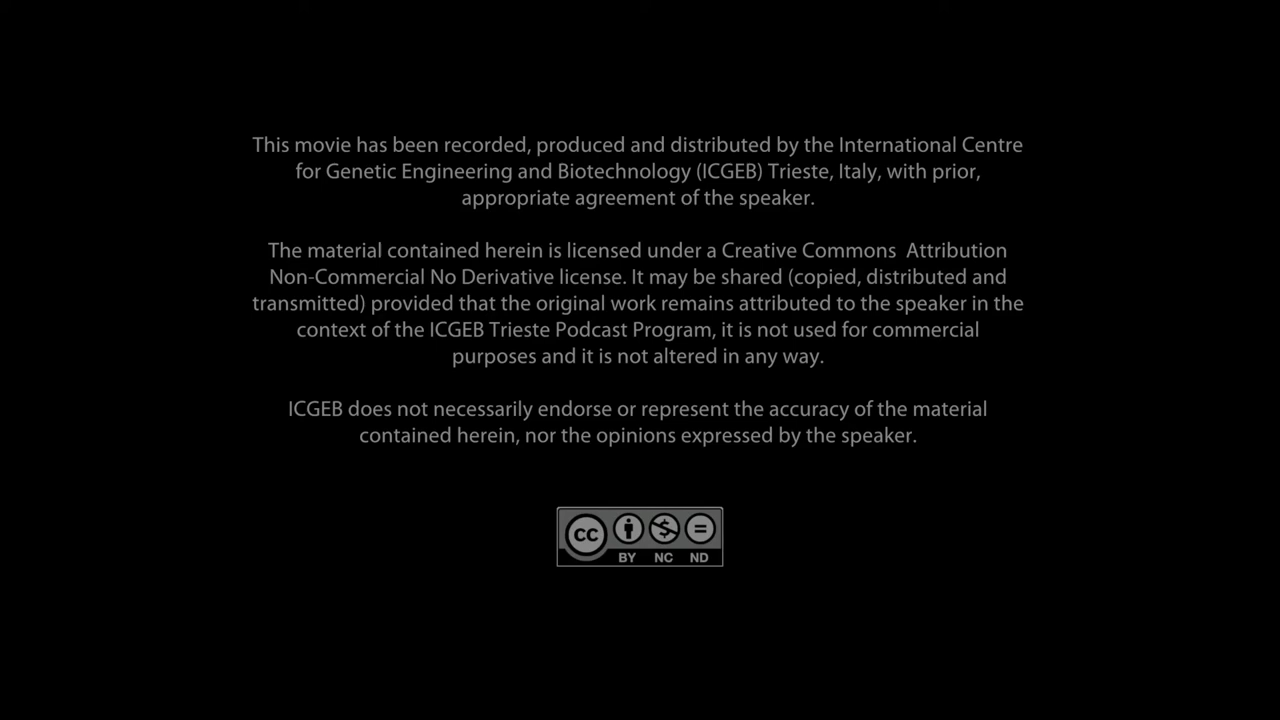 This movie has been recorded, produced and distributed by the International Centre
for Genetic Engineering and Biotechnology (ICGEB) Trieste, Italy, with prior,
appropriate agreement of the speaker.
The material contained herein is licensed under a Creative Commons  Attribution
Non-Commercial No Derivative license. It may be shared (copied, distributed and
transmitted) provided that the original work remains attributed to the speaker in the
context of the ICGEB Trieste Podcast Program, it is not used for commercial
purposes and it is not altered in any way.
ICGEB does not necessarily endorse or represent the accuracy of the material
contained herein, nor the opinions expressed by the speaker.
cc
BY NC ND